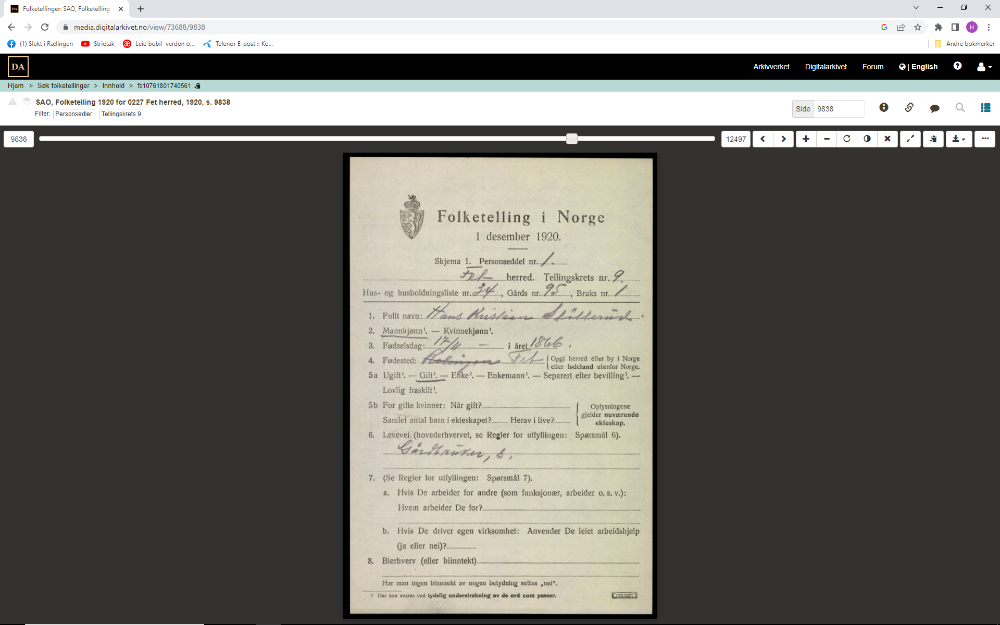 Folketellinger: SAO, Folketelling
media.digitalarkivet.no/view/73688/9838
H
(1) Slekt i Rælingen
Strietak
Leie bobil verden o...
Telenor E-post :: Ko...
Andre bokmerker
DA
Arkivverket
Digitalarkivet
Forum
| English
Hjem > Søk folketellinger > Innhold > fs10761801740561
SAO, Folketelling 1920 for 0227 Fet herred, 1920, s. 9838
Filter: Personsedler Tellingskrets 9
Side 9838
9838
12497
Folketelling i Norge
1 desember 1920.
Skjema 1. Personseddel nr. 1.
Fet herred. Tellingskrets nr. 9.
Hus- og husholdningsliste nr. 34, Gårds nr. 95, Bruks nr. 1
1. Fullt navn: Hans Kristian
2. Mannkjønn¹. — Kvinnekjønn¹.
3. Fødselsdag: 17/11 — i året 1866.
4. Fødested: Fet { Opgi herred eller by i Norge
eller fødeland utenfor Norge.
5a Ugift¹. — Gift¹. — Enke¹. — Enkemann¹. — Separert efter bevilling¹. —
Lovlig fraskilt¹.
5b For gifte kvinner: Når gift?
Samlet antal barn i ekteskapet? Herav i live?
Oplysningene
gjelder nuværende
ekteskap.
6. Levevei (hovederhvervet, se Regler for utfyllingen: Spørsmål 6).
Gårdbruker, s.
7. (Se Regler for utfyllingen: Spørsmål 7).
a. Hvis De arbeider for andre (som funksjonær, arbeider o. s. v.):
Hvem arbeider De for?
b. Hvis De driver egen virksomhet: Anvender De leiet arbeidshjelp
(ja eller nei)?
8. Bierhverv (eller biinntekt)
Har man ingen biinntekt av nogen betydning settes „nei“.
¹ Her kan svares ved tydelig understrekning av de ord som passer.